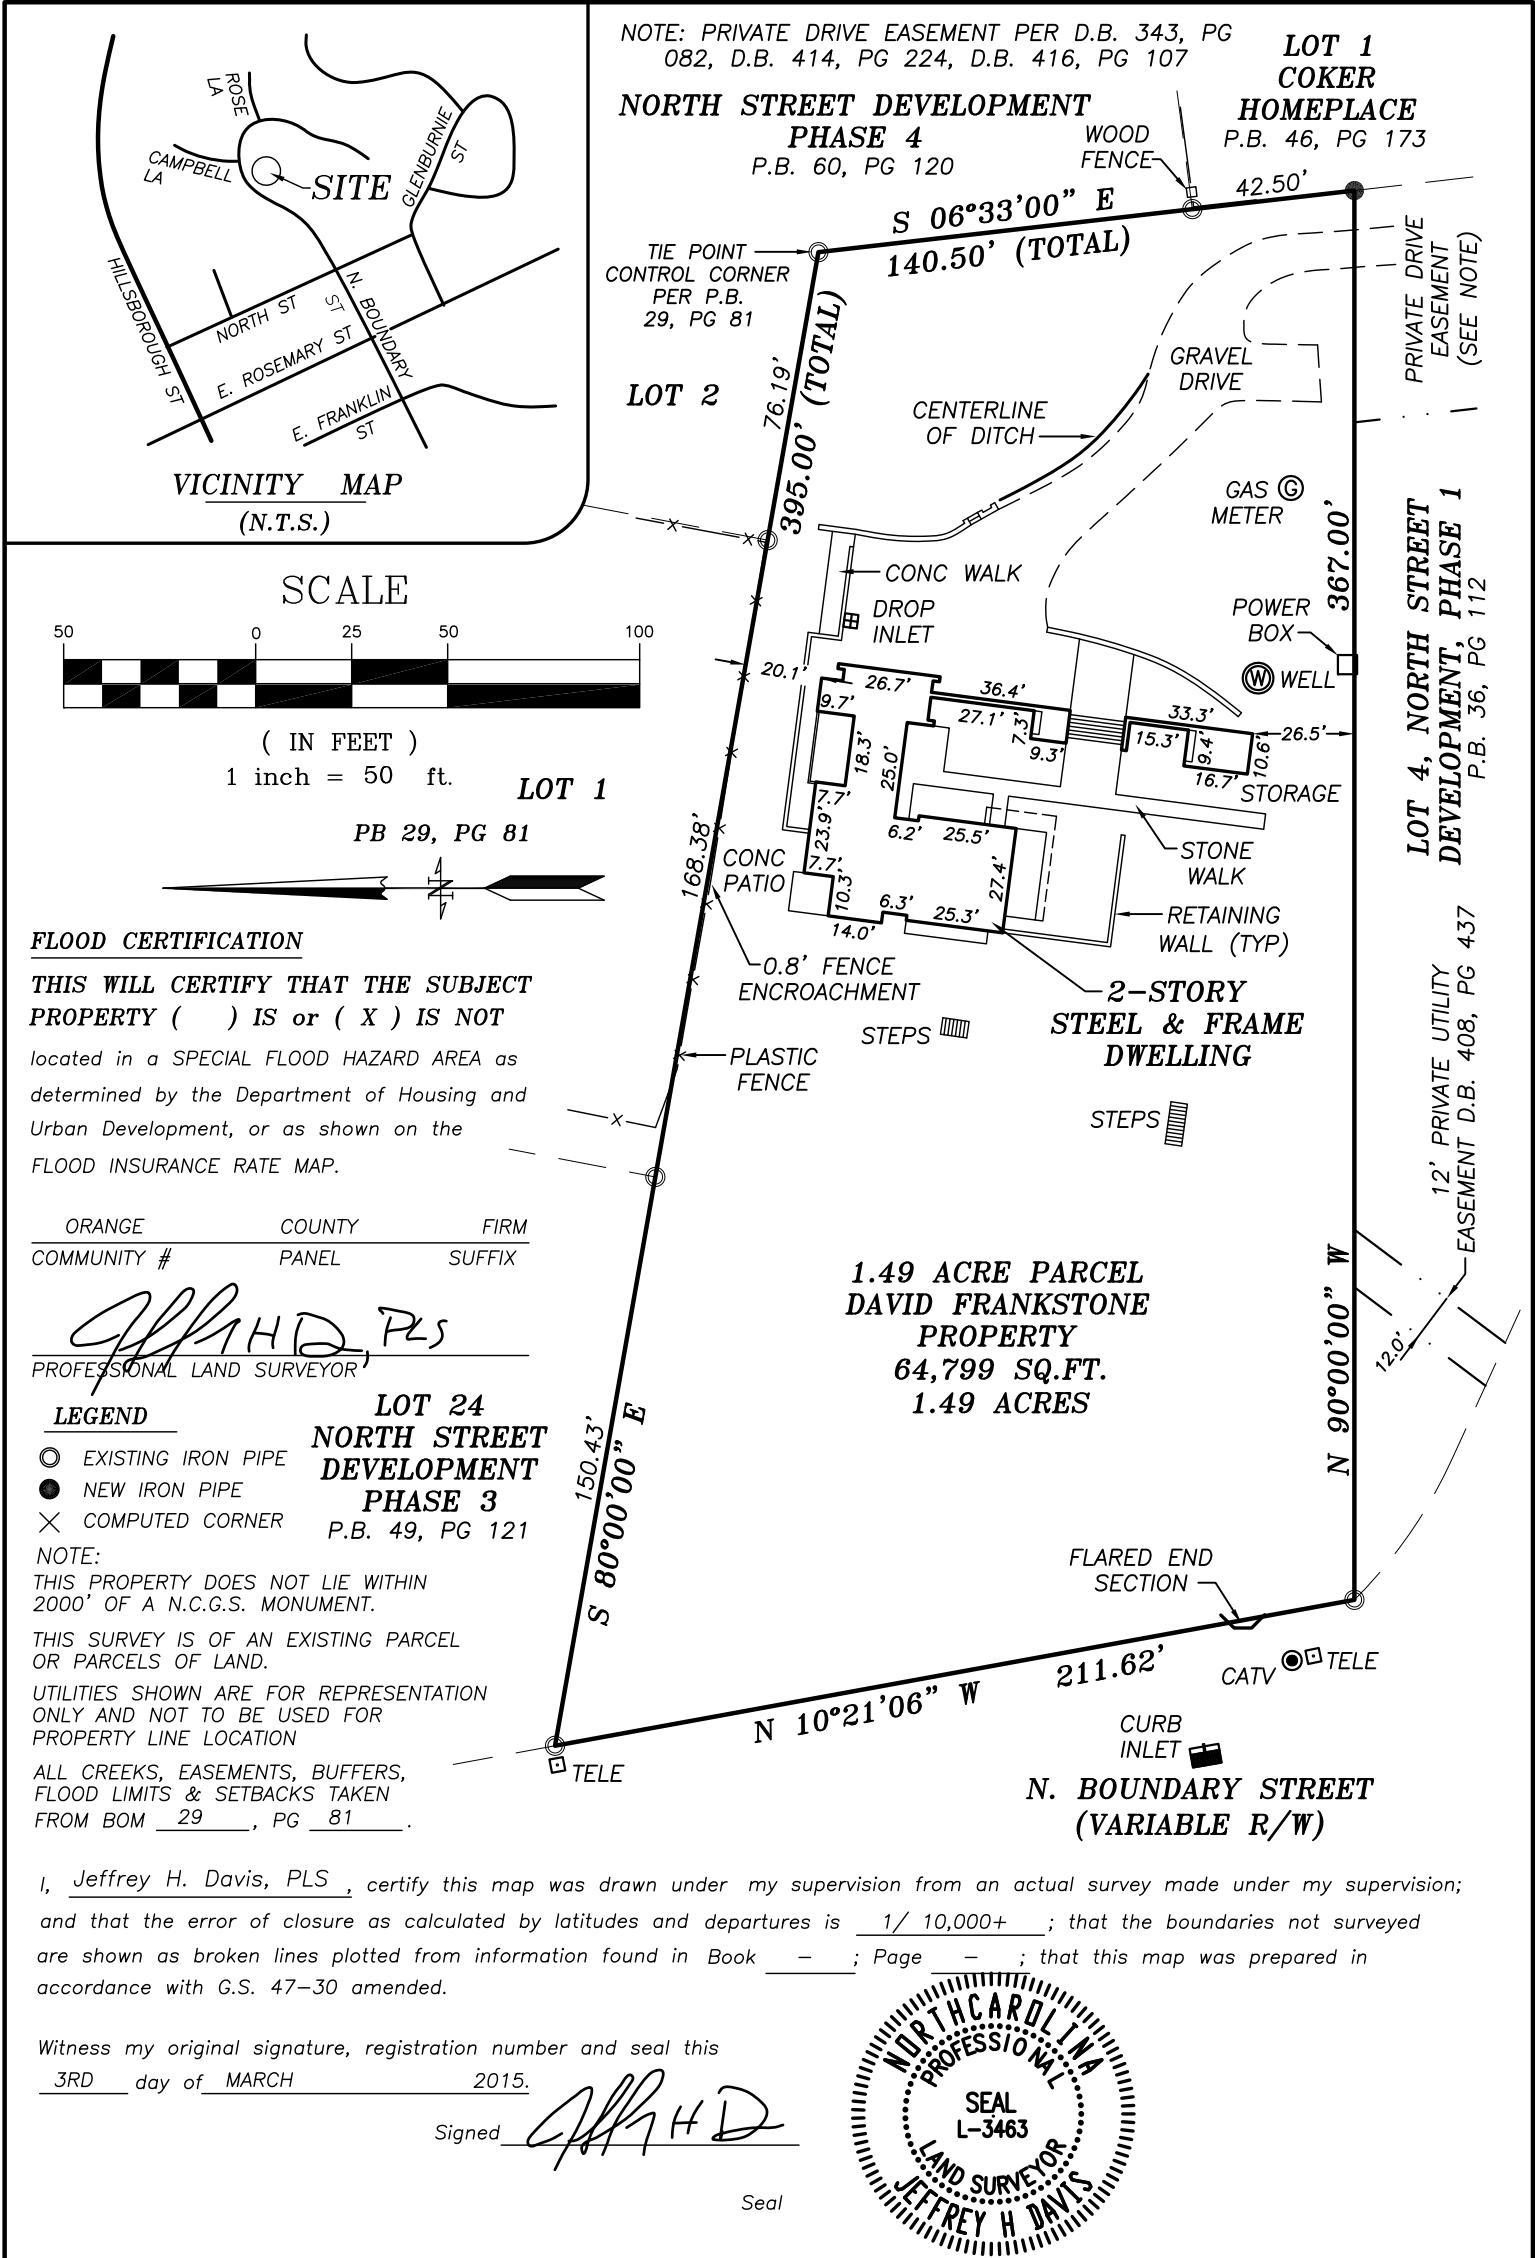 NOTE: PRIVATE DRIVE EASEMENT PER D.B. 343, PG
082, D.B. 414, PG 224, D.B. 416, PG 107
LOT 1
COKER
HOMEPLACE
P.B. 46, PG 173
NORTH STREET DEVELOPMENT
PHASE 4
P.B. 60, PG 120
WOOD
FENCE
42.50'
S 06°33'00" E
140.50' (TOTAL)
ROSE
LA
CAMPBELL
LA
GLENBURNIE
ST
SITE
HILLSBOROUGH ST
NORTH ST
N. BOUNDARY
ST
E. ROSEMARY ST
E. FRANKLIN
ST
VICINITY MAP
(N.T.S.)
TIE POINT
CONTROL CORNER
PER P.B.
29, PG 81
LOT 2
76.19'
395.00' (TOTAL)
PRIVATE DRIVE
EASEMENT
(SEE NOTE)
GRAVEL
DRIVE
CENTERLINE
OF DITCH
GAS G
METER
367.00'
LOT 4, NORTH STREET
DEVELOPMENT, PHASE 1
P.B. 36, PG 112
SCALE
50 0 25 50 100
( IN FEET )
1 inch = 50 ft.
CONC WALK
DROP
INLET
POWER
BOX
W WELL
20.1'
26.7'
36.4'
9.7'
27.1'
7.3'
9.3'
33.3'
15.3'
9.4'
10.6'
16.7'
26.5'
STORAGE
18.3'
25.0'
7.7'
23.9'
6.2'
25.5'
27.4'
7.7'
10.3'
6.3'
25.3'
14.0'
LOT 1
PB 29, PG 81
N
168.38'
CONC
PATIO
STONE
WALK
RETAINING
WALL (TYP)
0.8' FENCE
ENCROACHMENT
2-STORY
STEEL & FRAME
DWELLING
STEPS
PLASTIC
FENCE
STEPS
12' PRIVATE UTILITY
EASEMENT D.B. 408, PG 437
12.0'
FLOOD CERTIFICATION
THIS WILL CERTIFY THAT THE SUBJECT
PROPERTY ( ) IS or ( X ) IS NOT
located in a SPECIAL FLOOD HAZARD AREA as
determined by the Department of Housing and
Urban Development, or as shown on the
FLOOD INSURANCE RATE MAP.
ORANGE COUNTY FIRM
COMMUNITY # PANEL SUFFIX
H D, PLS
PROFESSIONAL LAND SURVEYOR
1.49 ACRE PARCEL
DAVID FRANKSTONE
PROPERTY
64,799 SQ.FT.
1.49 ACRES
N 90°00'00" W
LEGEND
EXISTING IRON PIPE
NEW IRON PIPE
COMPUTED CORNER
LOT 24
NORTH STREET
DEVELOPMENT
PHASE 3
P.B. 49, PG 121
150.43'
S 80°00'00" E
NOTE:
THIS PROPERTY DOES NOT LIE WITHIN
2000' OF A N.C.G.S. MONUMENT.
THIS SURVEY IS OF AN EXISTING PARCEL
OR PARCELS OF LAND.
UTILITIES SHOWN ARE FOR REPRESENTATION
ONLY AND NOT TO BE USED FOR
PROPERTY LINE LOCATION
ALL CREEKS, EASEMENTS, BUFFERS,
FLOOD LIMITS & SETBACKS TAKEN
FROM BOM 29, PG 81.
FLARED END
SECTION
N 10°21'06" W
211.62'
CATV TELE
TELE
CURB
INLET
N. BOUNDARY STREET
(VARIABLE R/W)
I, Jeffrey H. Davis, PLS, certify this map was drawn under my supervision from an actual survey made under my supervision;
and that the error of closure as calculated by latitudes and departures is 1/ 10,000+ ; that the boundaries not surveyed
are shown as broken lines plotted from information found in Book - ; Page - ; that this map was prepared in
accordance with G.S. 47-30 amended.
Witness my original signature, registration number and seal this
3RD day of MARCH 2015.
Signed H D
Seal
NORTH CAROLINA
PROFESSIONAL
SEAL
L-3463
LAND SURVEYOR
JEFFREY H DAVIS